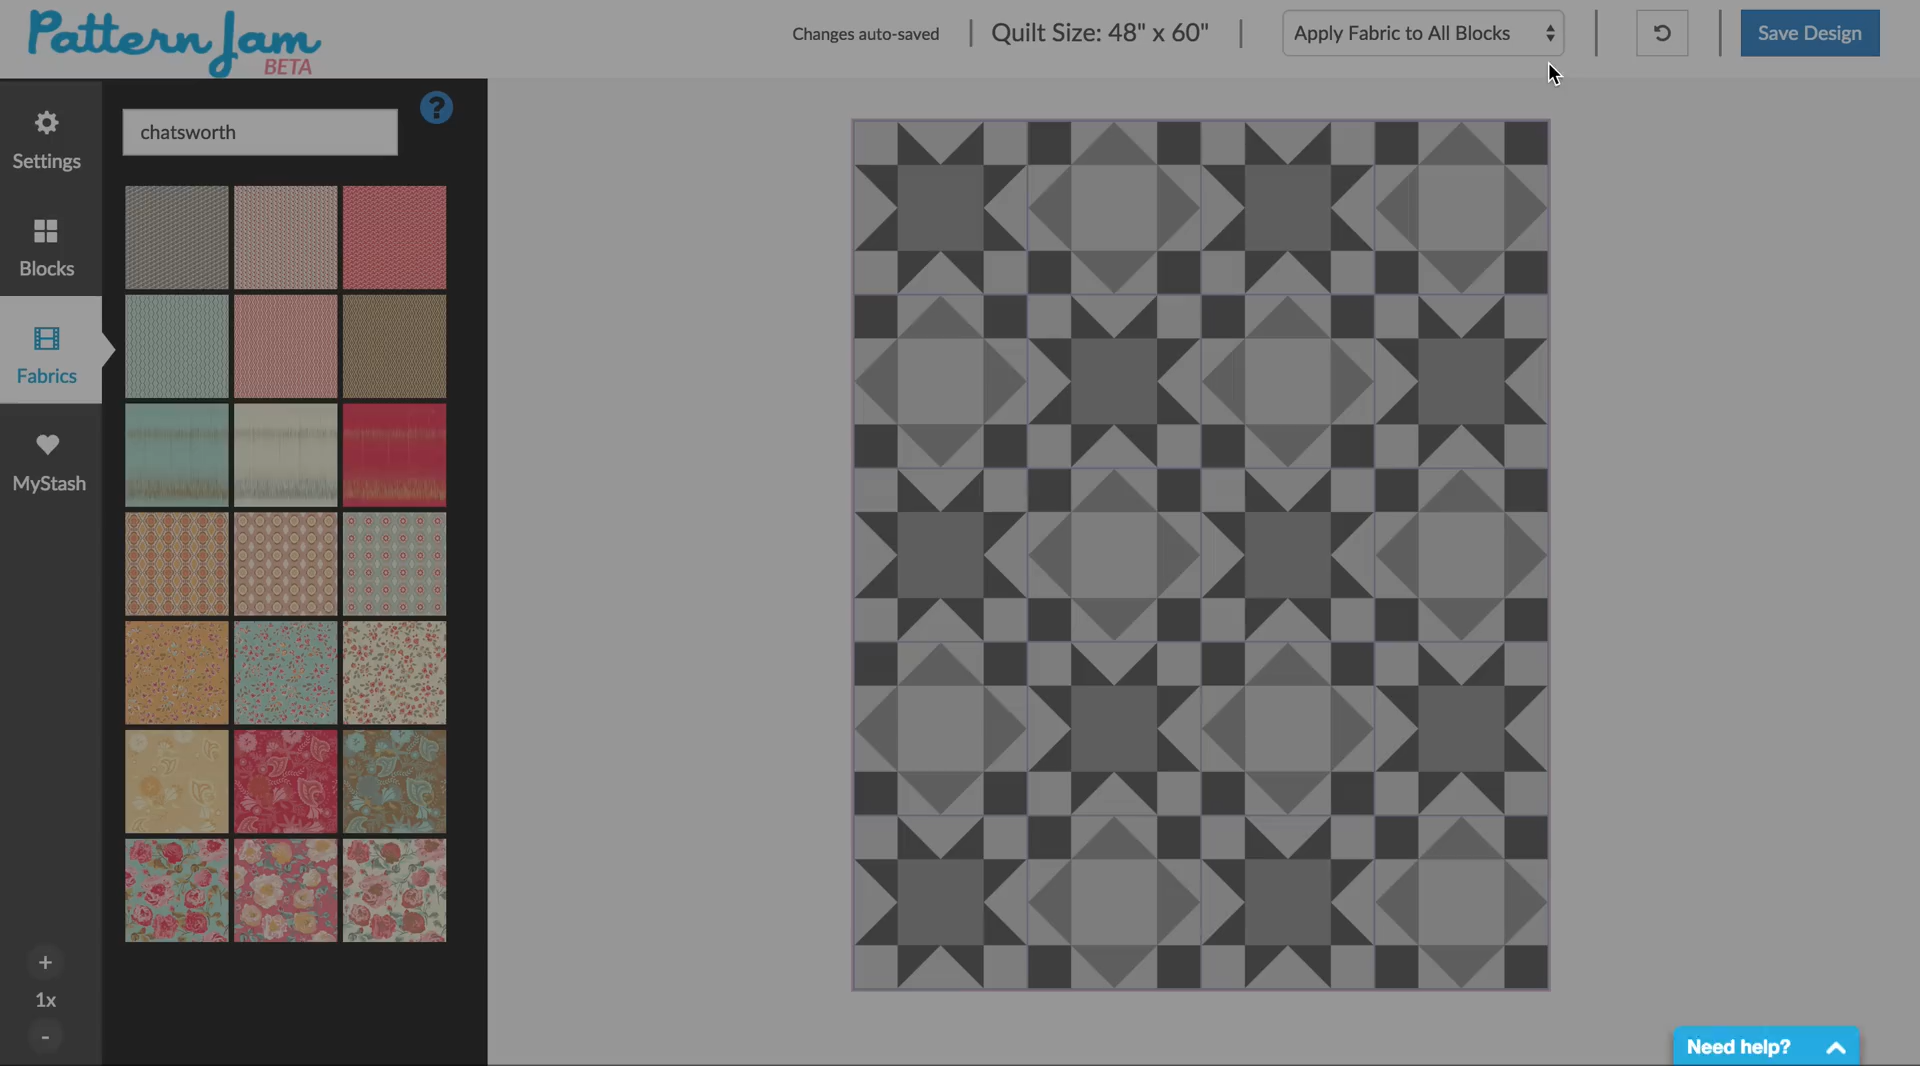 Pattern Jam
BETA
Changes auto-saved
Quilt Size: 48" x 60"
Apply Fabric to All Blocks
Save Design
Settings
Blocks
Fabrics
MyStash
chatsworth
?
+
1x
-
Need help?